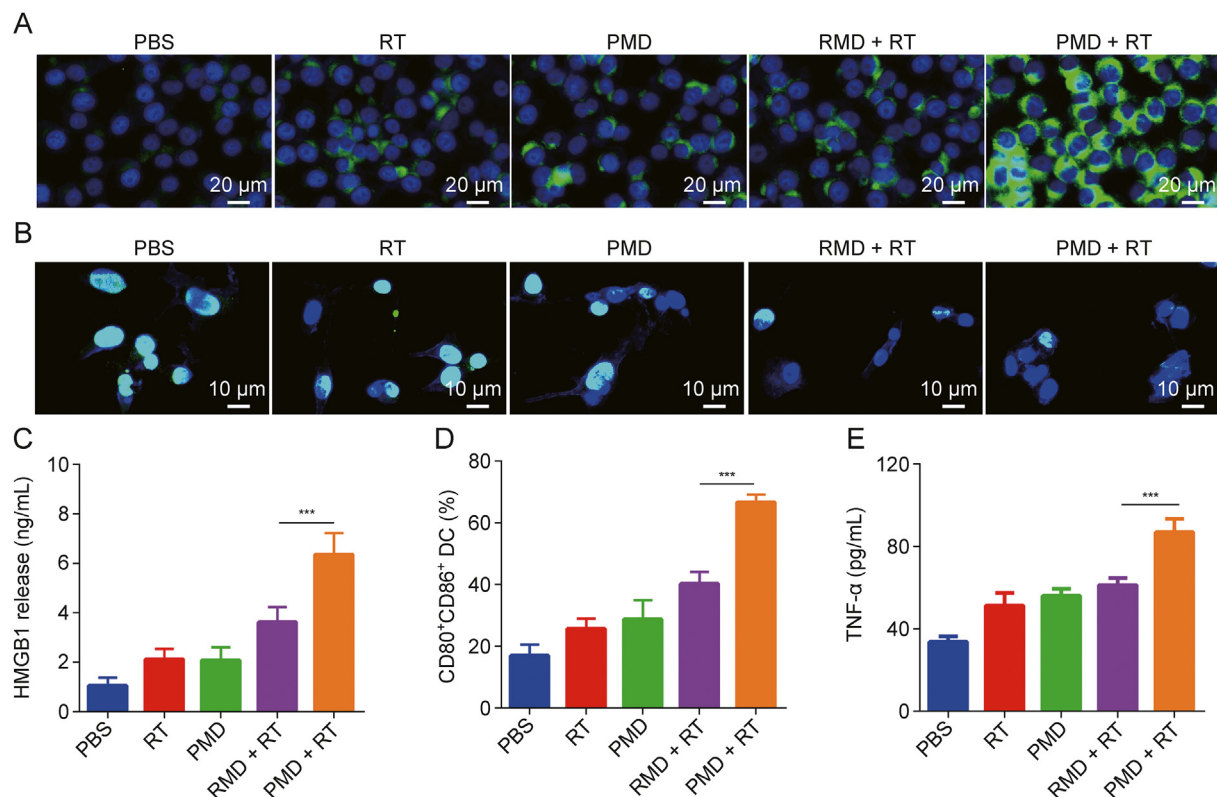 A
PBS RT PMD RMD + RT PMD + RT
20 μm 20 μm 20 μm 20 μm 20 μm
B
PBS RT PMD RMD + RT PMD + RT
10 μm 10 μm 10 μm 10 μm 10 μm
C
HMGB1 release (ng/mL)
10
8
6
4
2
0
***
PBS RT PMD RMD + RT PMD + RT
D
CD80+CD86+ DC (%)
80
60
40
20
0
***
PBS RT PMD RMD + RT PMD + RT
E
TNF-α (pg/mL)
120
80
40
0
***
PBS RT PMD RMD + RT PMD + RT